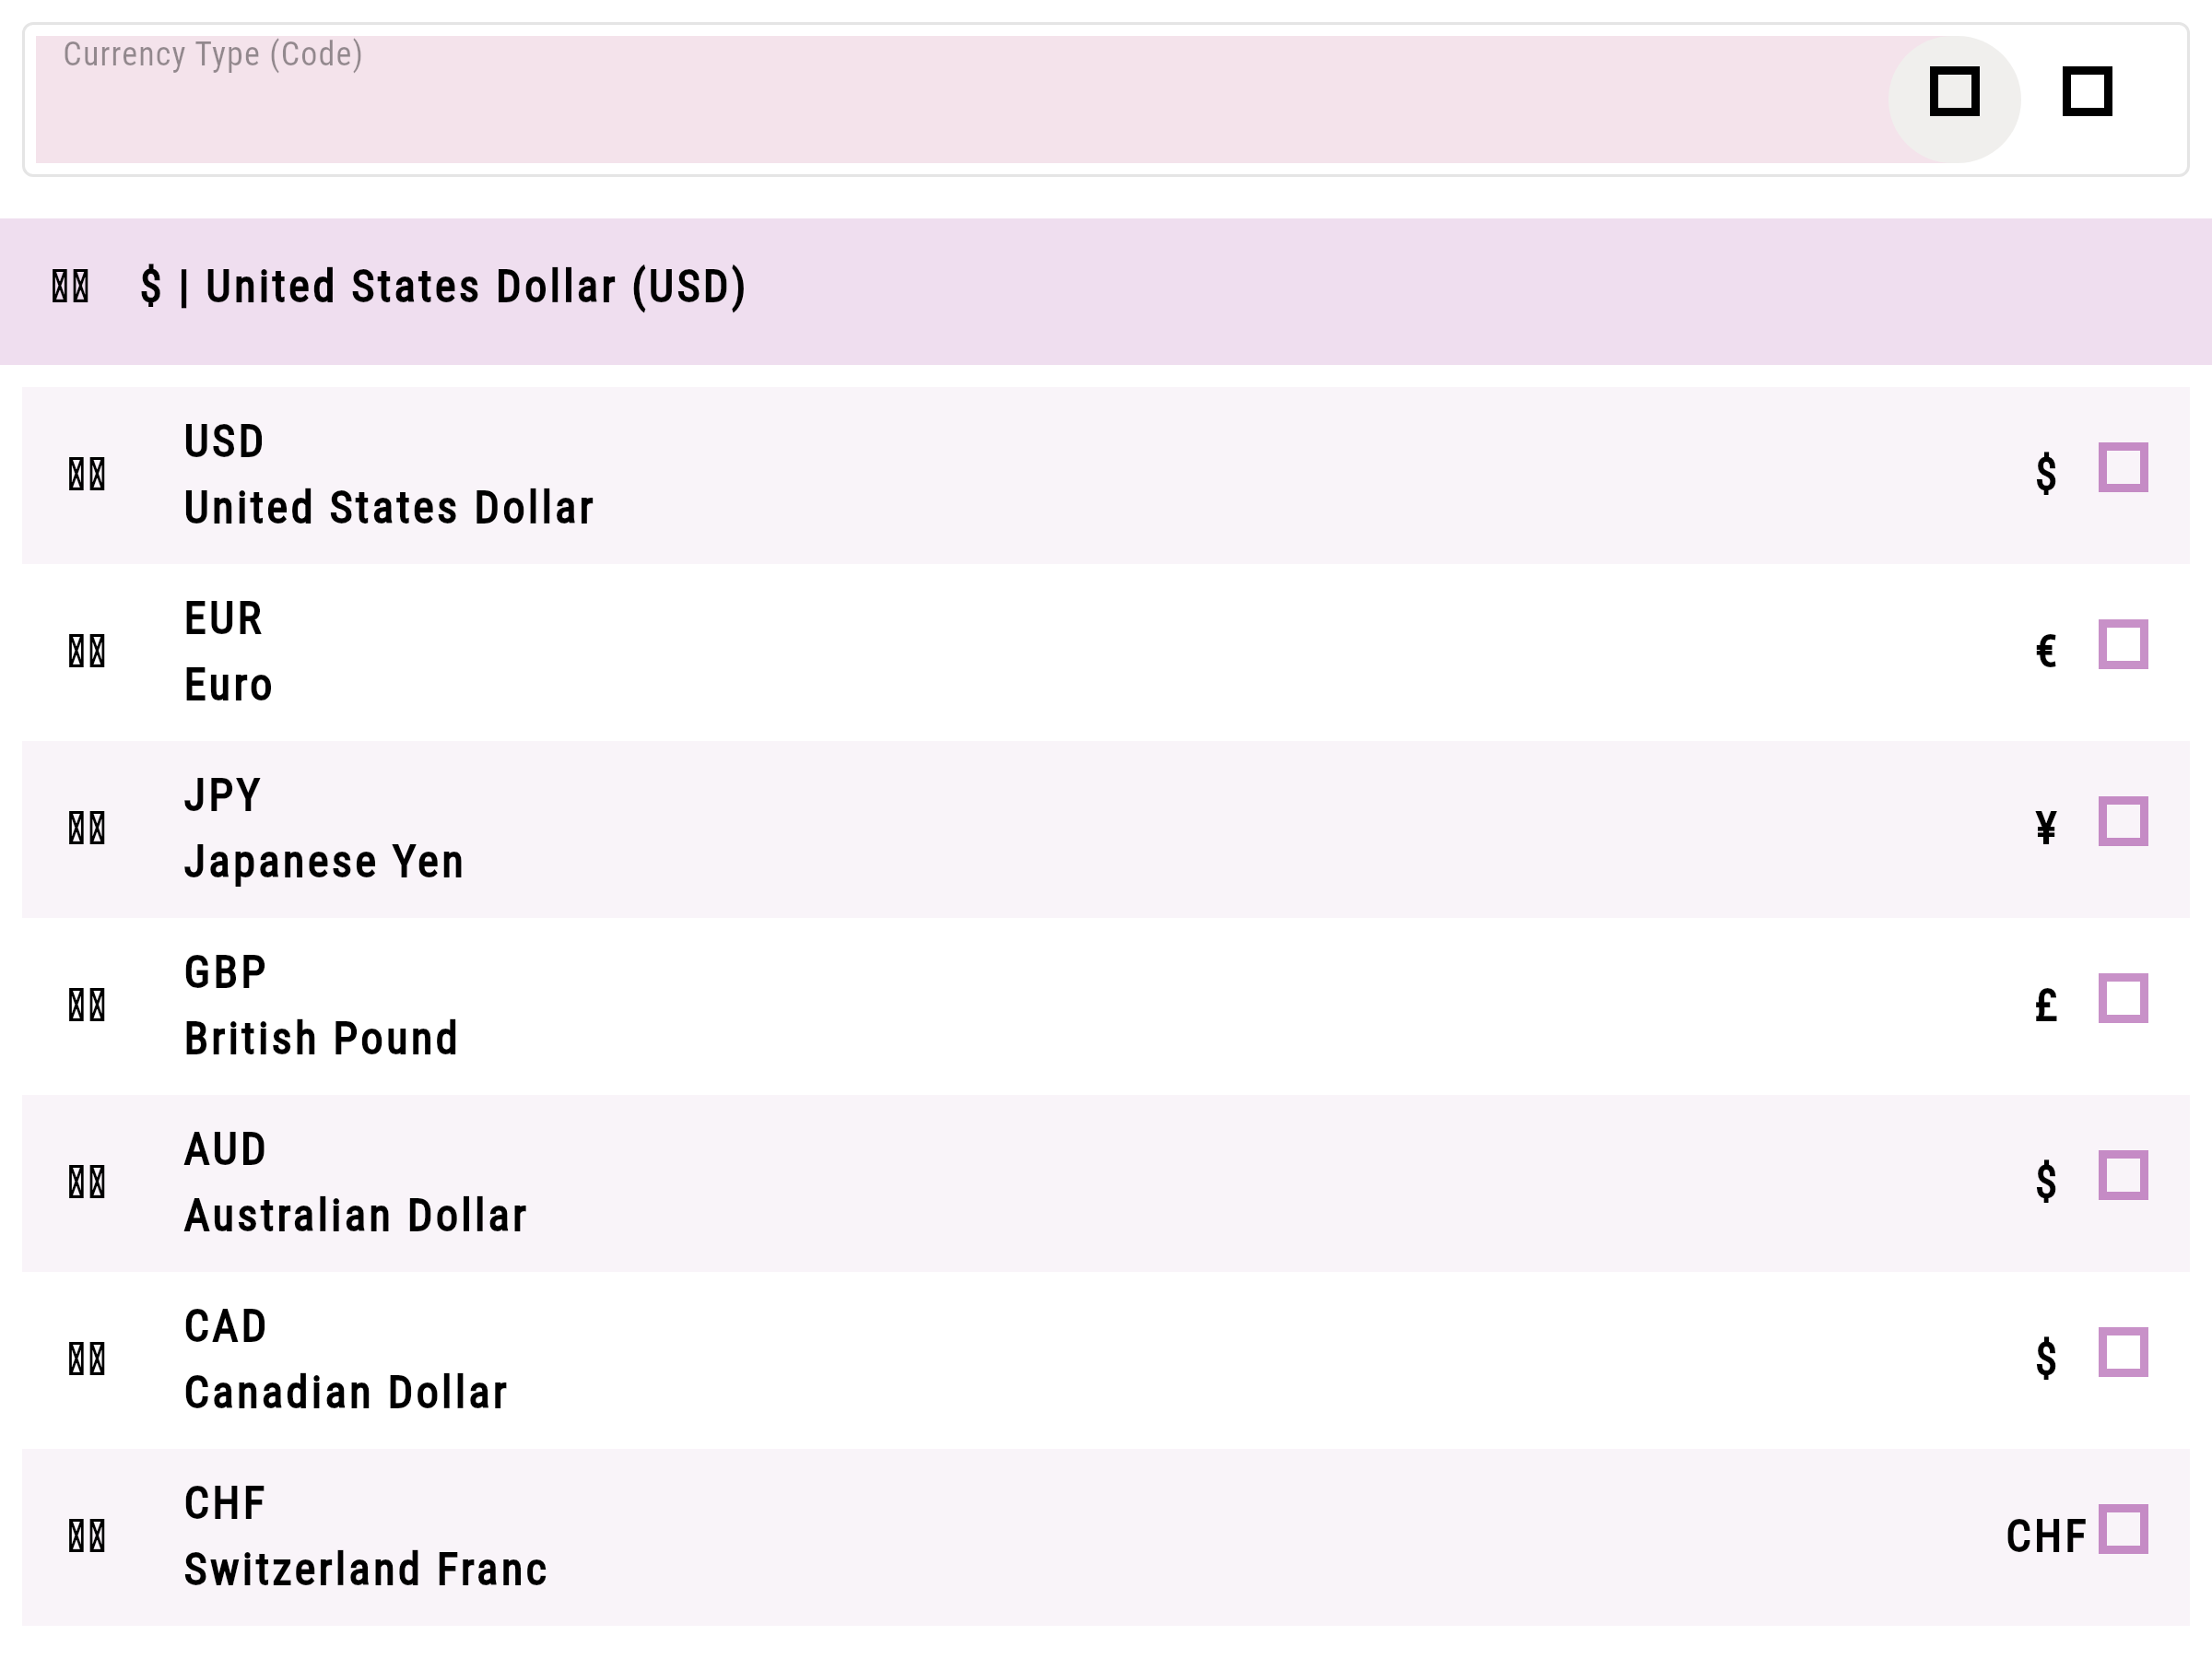 Currency Type (Code)
$ | United States Dollar (USD)
USD
United States Dollar
$
EUR
Euro
€
JPY
Japanese Yen
¥
GBP
British Pound
£
AUD
Australian Dollar
$
CAD
Canadian Dollar
$
CHF
Switzerland Franc
CHF